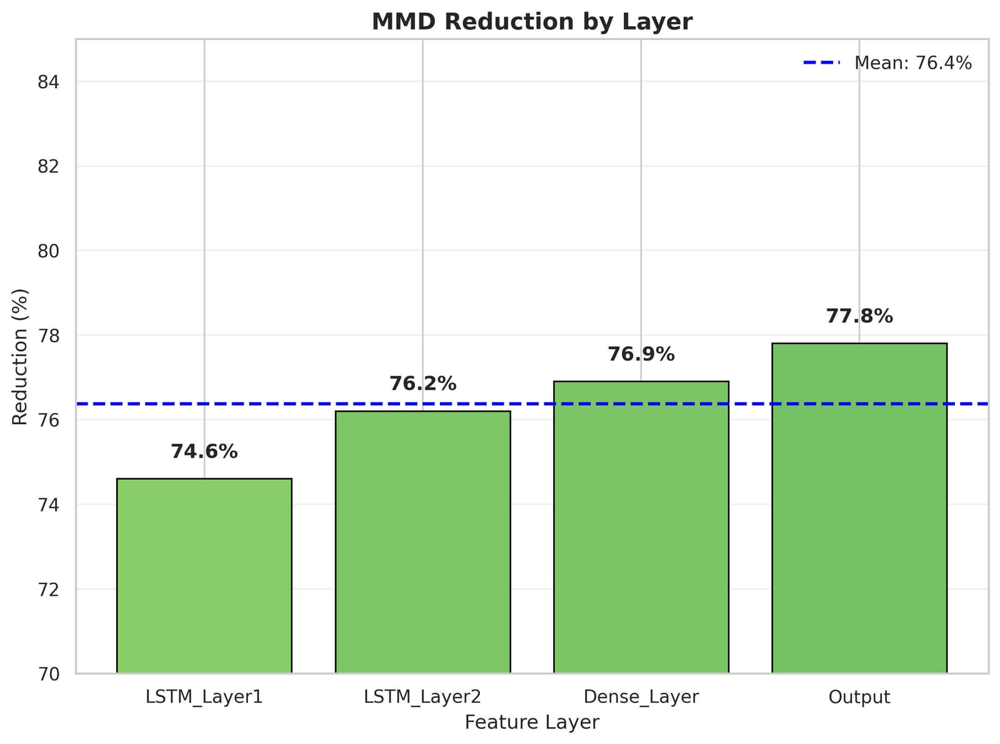 MMD Reduction by Layer
Mean: 76.4%
84
82
80
78
76
74
72
70
Reduction (%)
74.6%
76.2%
76.9%
77.8%
LSTM_Layer1
LSTM_Layer2
Dense_Layer
Output
Feature Layer